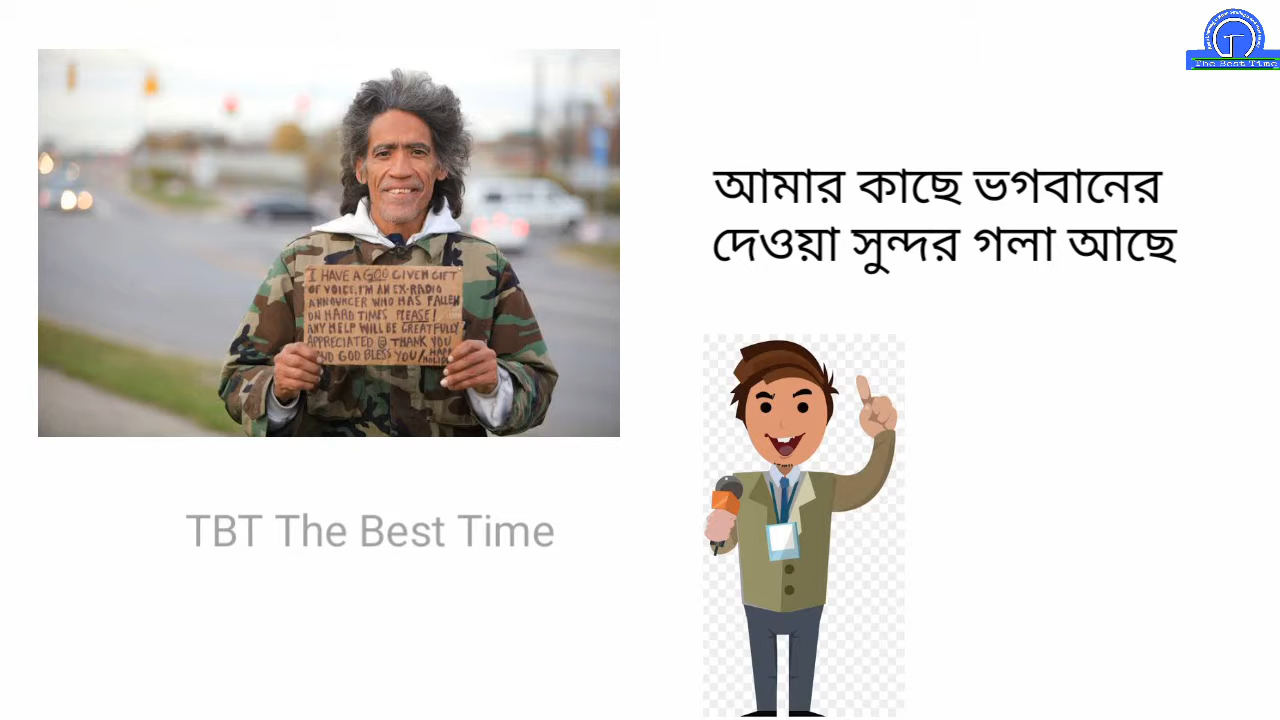 The Best Time
আমার কাছে ভগবানের
দেওয়া সুন্দর গলা আছে
I HAVE A GOD GIVEN GIFT
OF VOICE, I'M AN EX-RADIO
ANNOUNCER WHO HAS FALLEN
ON HARD TIMES PLEASE!
ANY HELP WILL BE GREATFULLY
APPRECIATED THANK YOU
AND GOD BLESS YOU/
TBT The Best Time